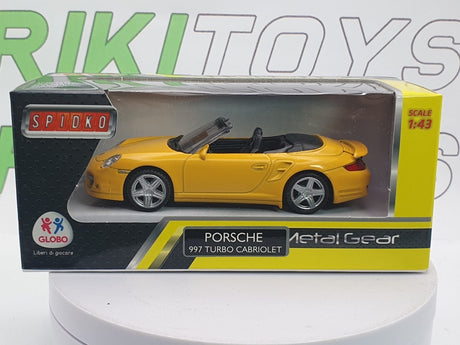 RIKITOYS
SPIDKO
SCALE
1:43
GLOBO
Liberi di giocare
PORSCHE
997 TURBO CABRIOLET
Metal Gear